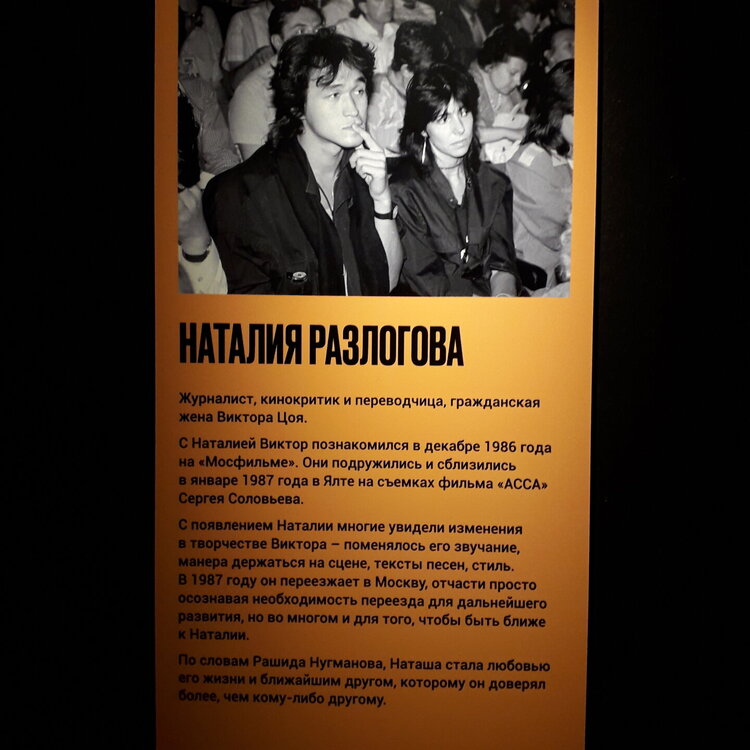 НАТАЛИЯ РАЗЛОГОВА
Журналист, кинокритик и переводчица, гражданская
жена Виктора Цоя.
С Наталией Виктор познакомился в декабре 1986 года
на «Мосфильме». Они подружились и сблизились
в январе 1987 года в Ялте на съемках фильма «АССА»
Сергея Соловьева.
С появлением Наталии многие увидели изменения
в творчестве Виктора – поменялось его звучание,
манера держаться на сцене, тексты песен, стиль.
В 1987 году он переезжает в Москву, отчасти просто
осознавая необходимость переезда для дальнейшего
развития, но во многом и для того, чтобы быть ближе
к Наталии.
По словам Рашида Нугманова, Наташа стала любовью
его жизни и ближайшим другом, которому он доверял
более, чем кому-либо другому.